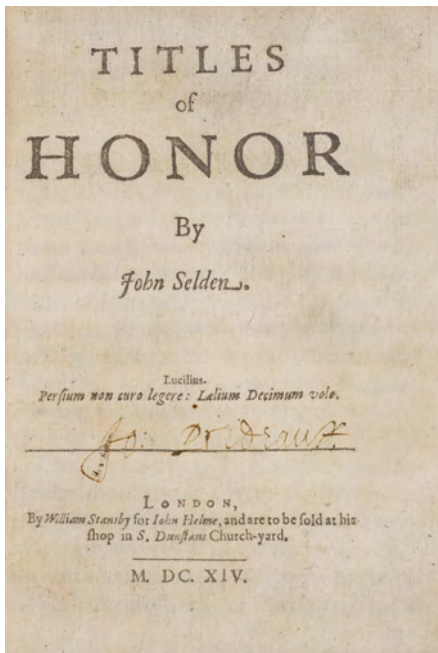 TITLES
of
HONOR
By
John Selden.
Lucilius.
Perſium non curo legere: Lælium Decimum volo.
Jo: Prideaux.
LONDON,
By William Stansby for Iohn Helme, and are to be ſold at his
ſhop in S. Dunſtans Church-yard.
M. DC. XIV.